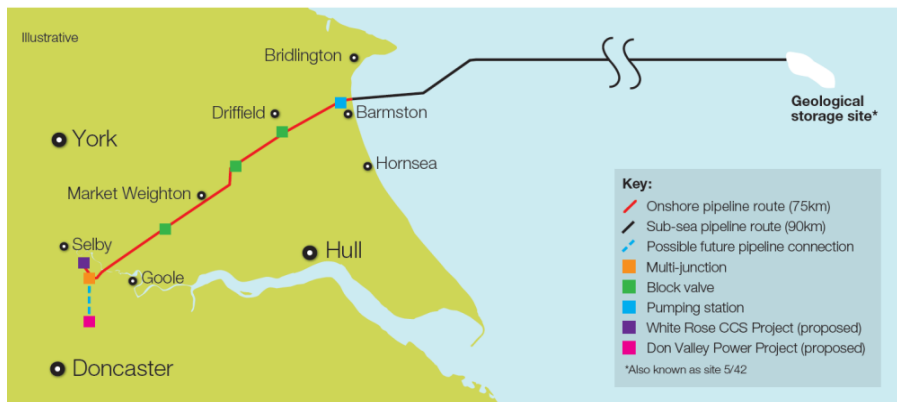 Illustrative
Bridlington
Geological
storage site*
Driffield
Barmston
York
Hornsea
Market Weighton
Selby
Hull
Goole
Doncaster
Key:
Onshore pipeline route (75km)
Sub-sea pipeline route (90km)
Possible future pipeline connection
Multi-junction
Block valve
Pumping station
White Rose CCS Project (proposed)
Don Valley Power Project (proposed)
*Also known as site 5/42